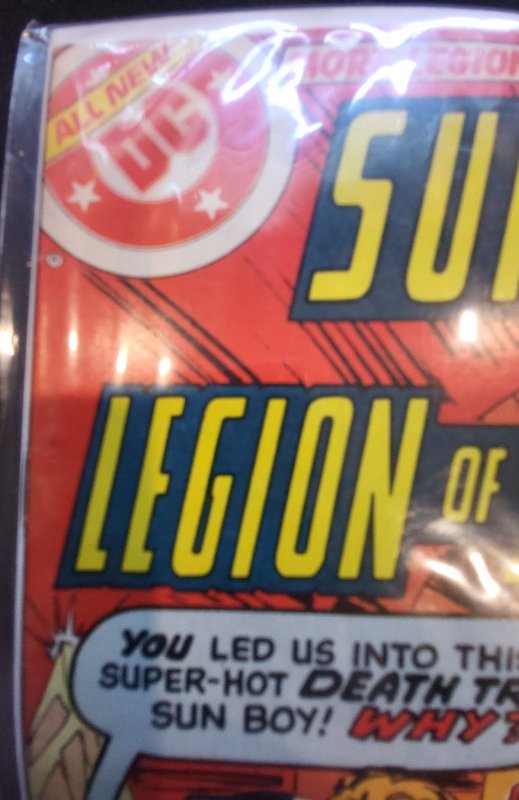 ALL NEW
DC
MORE LEGION
SU
LEGION OF
YOU LED US INTO THIS
SUPER-HOT DEATH TR
SUN BOY! WHY?